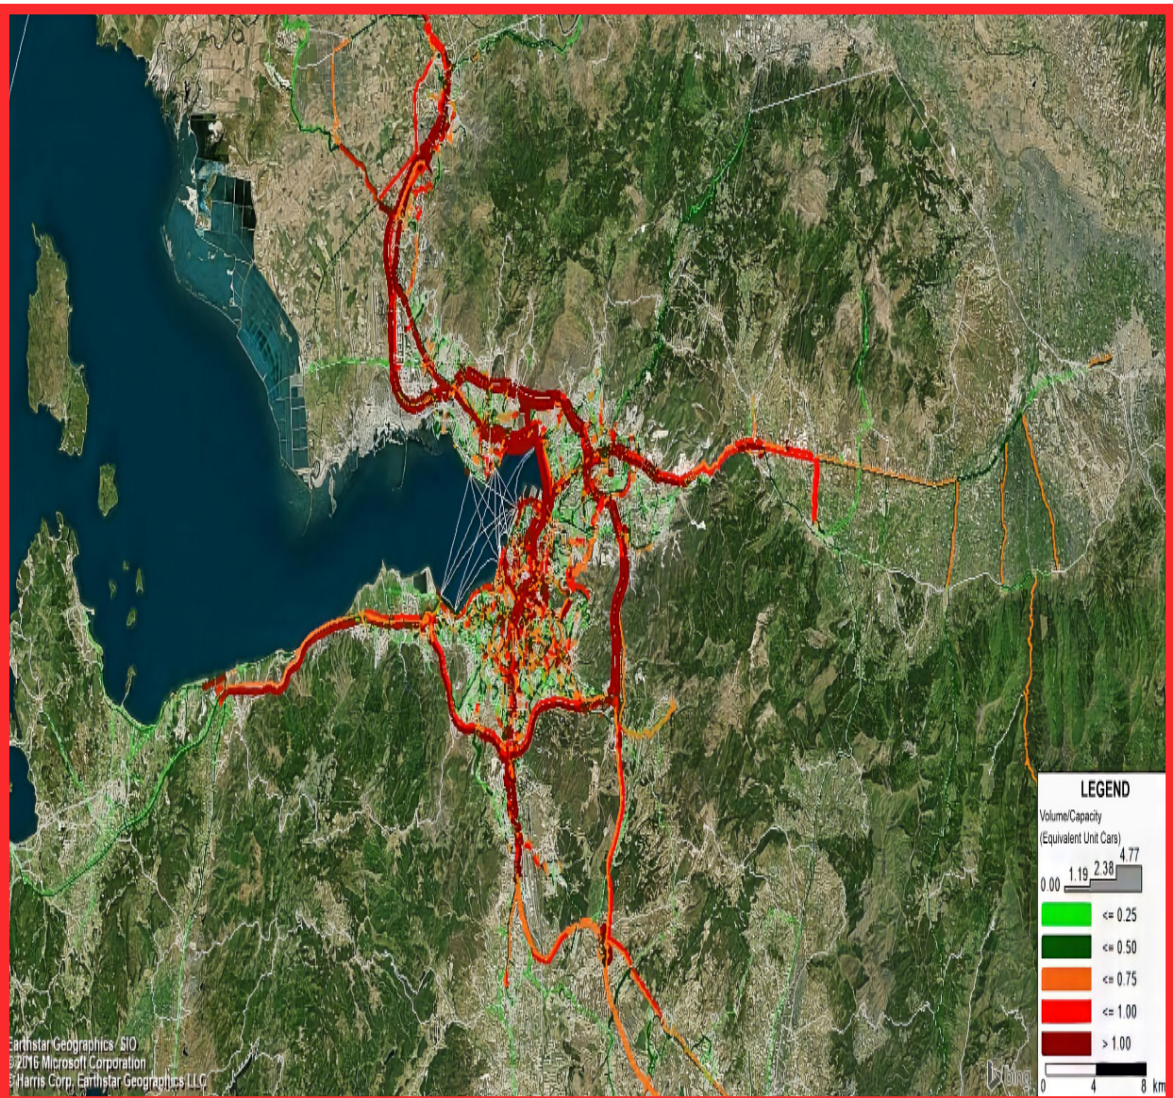 LEGEND
Volume/Capacity
(Equivalent Unit Cars)
0.00 1.19 2.38 4.77
<= 0.25
<= 0.50
<= 0.75
<= 1.00
> 1.00
0 4 8 km
Earthstar Geographics SIO
© 2016 Microsoft Corporation
© Harris Corp, Earthstar Geographics LLC
bing